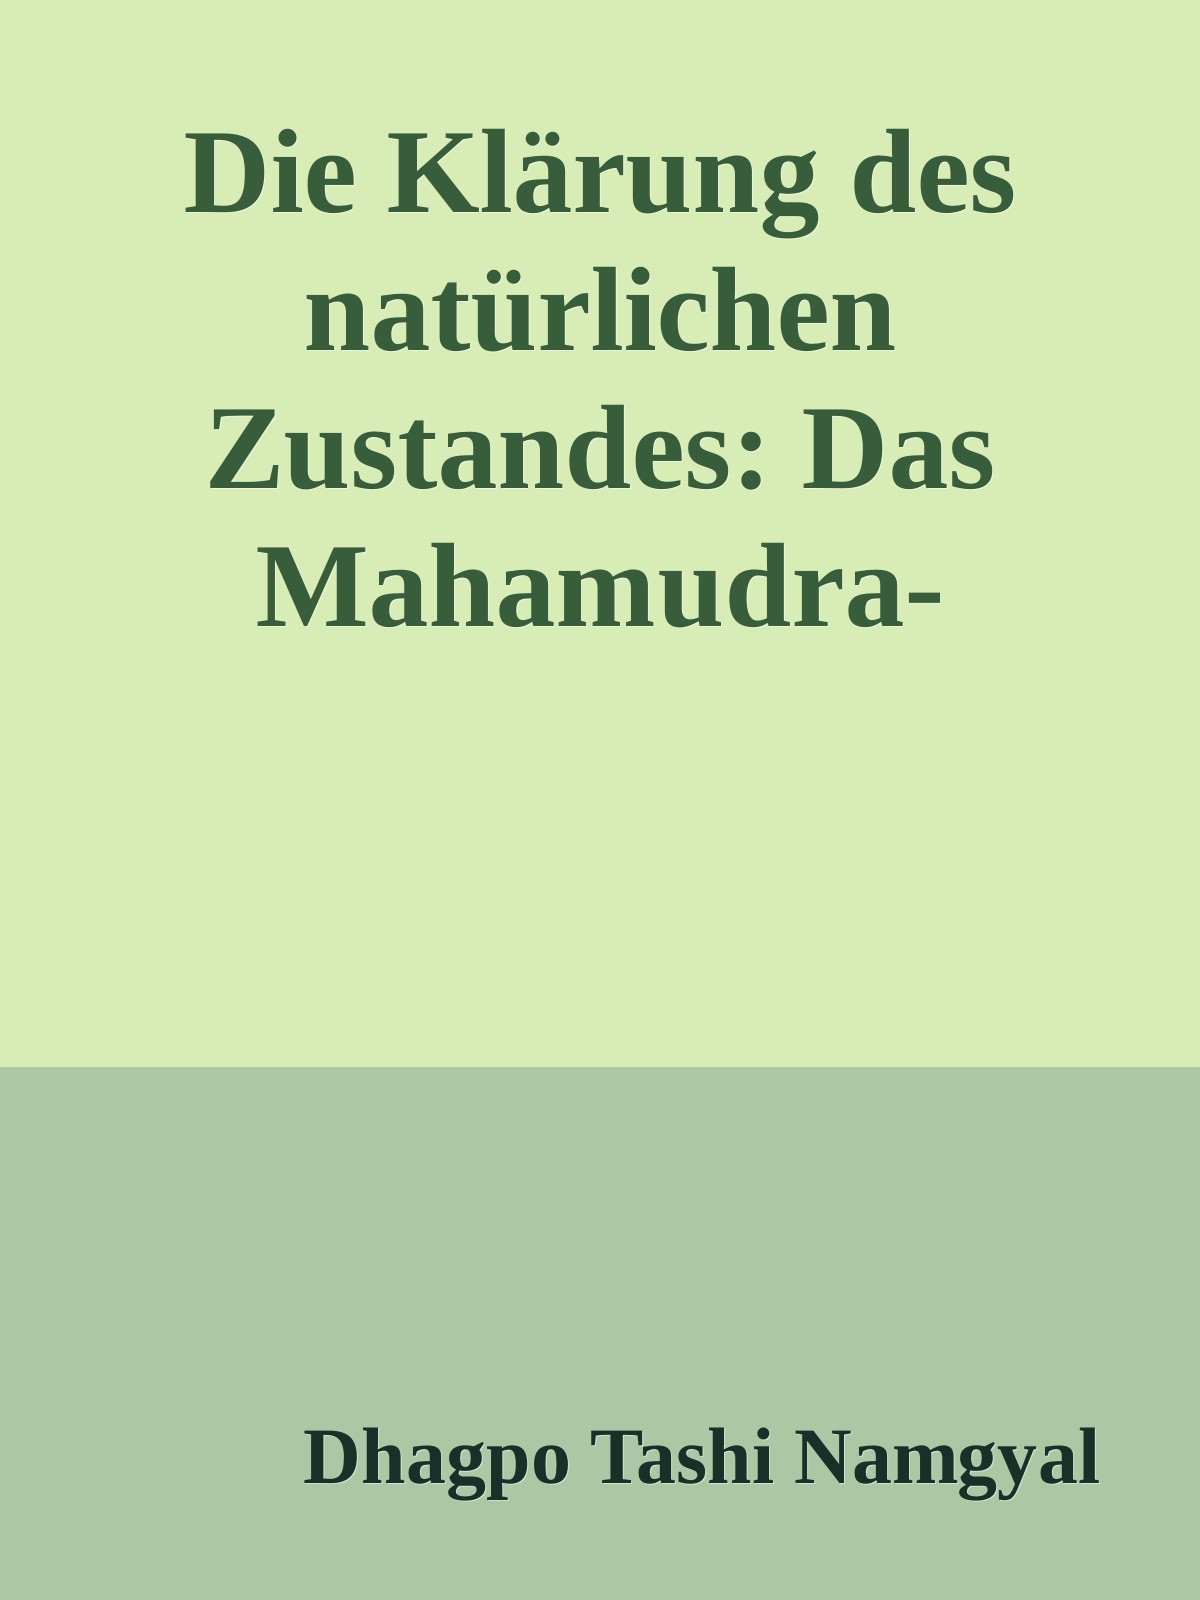 Die Klärung des
natürlichen
Zustandes: Das
Mahamudra-
Dhagpo Tashi Namgyal